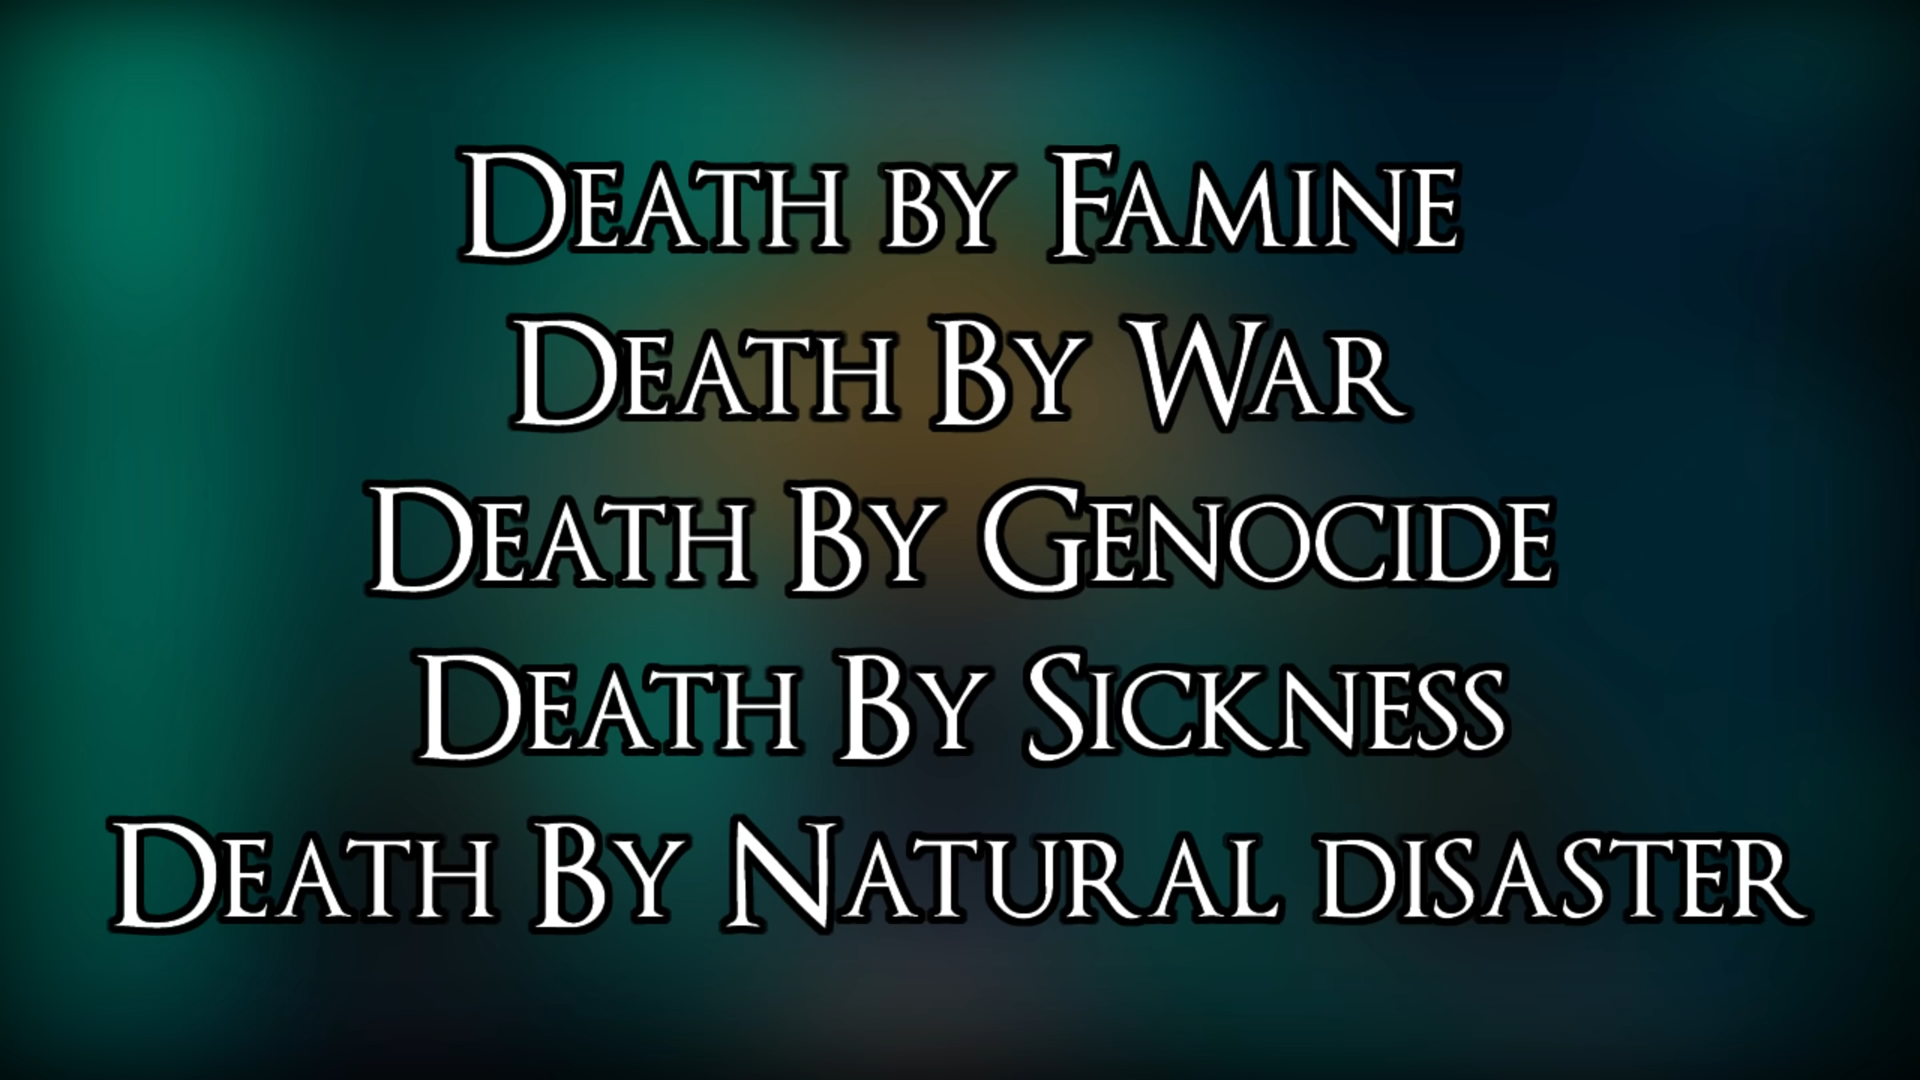 Death by Famine
Death By War
Death By Genocide
Death By Sickness
Death By Natural disaster